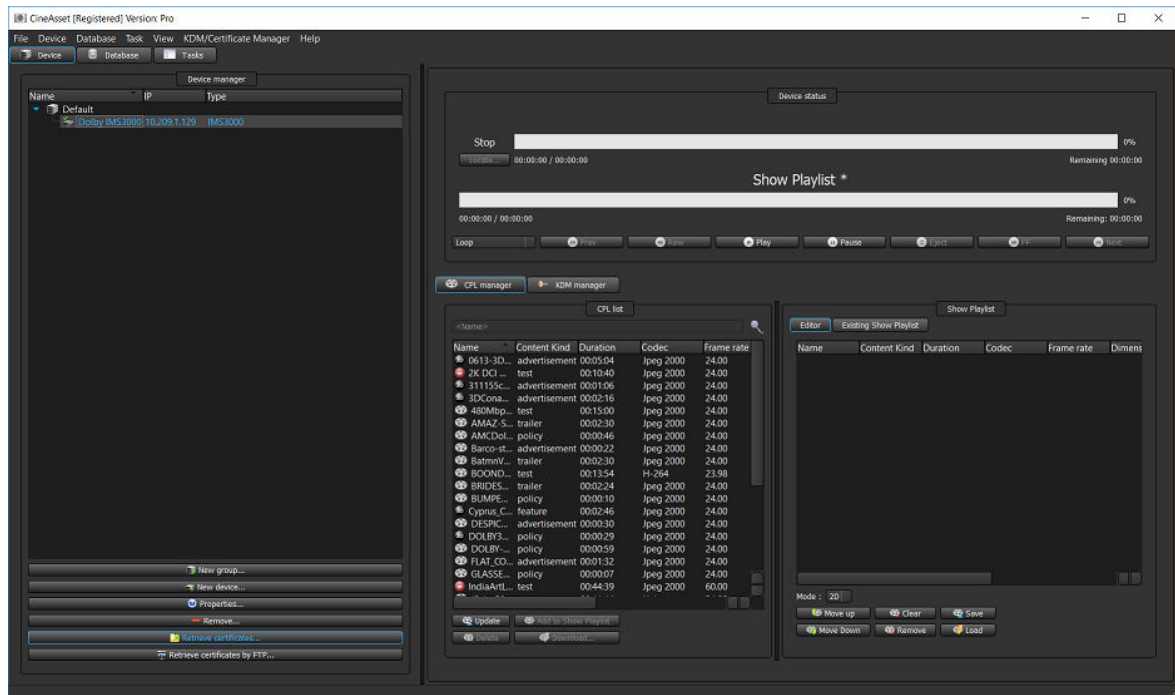 CineAsset [Registered] Version: Pro
File Device Database Task View KDM/Certificate Manager Help
Device Database Tasks
Device manager
Name IP Type
Default
Dolby IMS3000 10.209.1.129 IMS3000
New group...
New device...
Properties...
Remove...
Retrieve certificates...
Retrieve certificates by FTP...
Device status
Stop 0%
Locate... 00:00:00 / 00:00:00 Remaining 00:00:00
Show Playlist *
0%
00:00:00 / 00:00:00 Remaining: 00:00:00
Loop Prev Rew Play Pause Eject FF Next
CPL manager KDM manager
CPL list
<Name>
Name Content Kind Duration Codec Frame rate
0613-3D... advertisement 00:05:04 Jpeg 2000 24.00
2K DCI ... test 00:10:40 Jpeg 2000 24.00
311155c... advertisement 00:01:06 Jpeg 2000 24.00
3DCona... advertisement 00:02:16 Jpeg 2000 24.00
480Mbp... test 00:15:00 Jpeg 2000 24.00
AMAZ-S... trailer 00:02:30 Jpeg 2000 24.00
AMCDol... policy 00:00:46 Jpeg 2000 24.00
Barco-st... advertisement 00:00:22 Jpeg 2000 24.00
BatmnV... trailer 00:02:30 Jpeg 2000 24.00
BOOND... test 00:13:54 H-264 23.98
BRIDES... trailer 00:02:24 Jpeg 2000 24.00
BUMPE... policy 00:00:10 Jpeg 2000 24.00
Cyprus_C... feature 00:02:46 Jpeg 2000 24.00
DESPIC... advertisement 00:00:30 Jpeg 2000 24.00
DOLBY3... policy 00:00:29 Jpeg 2000 24.00
DOLBY-... policy 00:00:59 Jpeg 2000 24.00
FLAT_CO... advertisement 00:01:32 Jpeg 2000 24.00
GLASSE... policy 00:00:07 Jpeg 2000 24.00
IndiaArtL... test 00:44:39 Jpeg 2000 60.00
Update Add to Show Playlist
Delete Download...
Show Playlist
Editor Existing Show Playlist
Name Content Kind Duration Codec Frame rate Dimens
Mode : 2D
Move up Clear Save
Move Down Remove Load